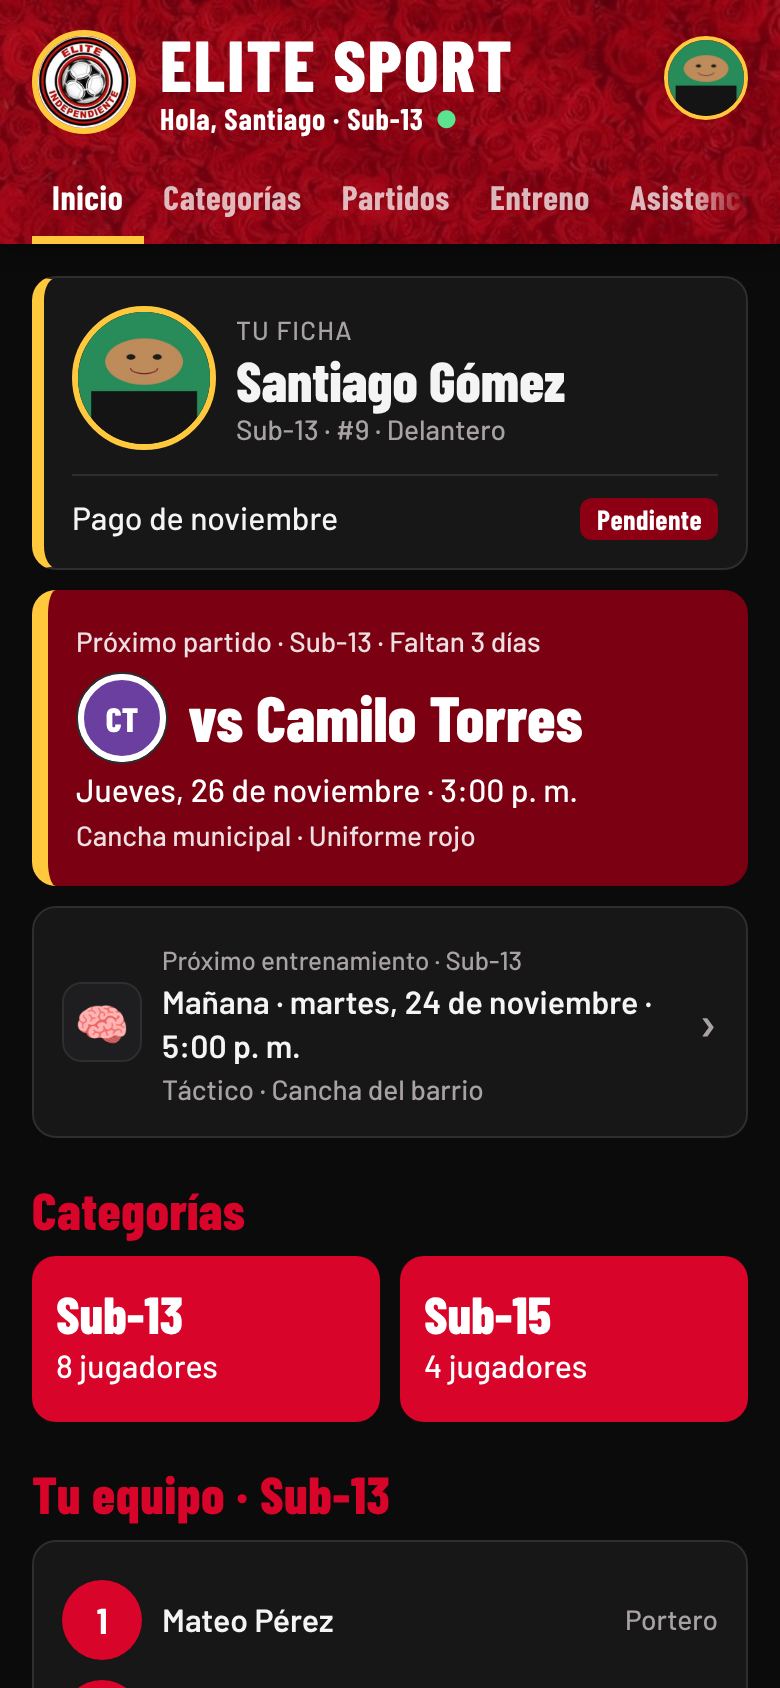 ELITE
INDEPENDIENTE
ELITE SPORT
Hola, Santiago · Sub-13
Inicio Categorías Partidos Entreno Asistenc
TU FICHA
Santiago Gómez
Sub-13 · #9 · Delantero
Pago de noviembre Pendiente
Próximo partido · Sub-13 · Faltan 3 días
CT vs Camilo Torres
Jueves, 26 de noviembre · 3:00 p. m.
Cancha municipal · Uniforme rojo
Próximo entrenamiento · Sub-13
Mañana · martes, 24 de noviembre ·
5:00 p. m.
Táctico · Cancha del barrio
Categorías
Sub-13 Sub-15
8 jugadores 4 jugadores
Tu equipo · Sub-13
1 Mateo Pérez Portero